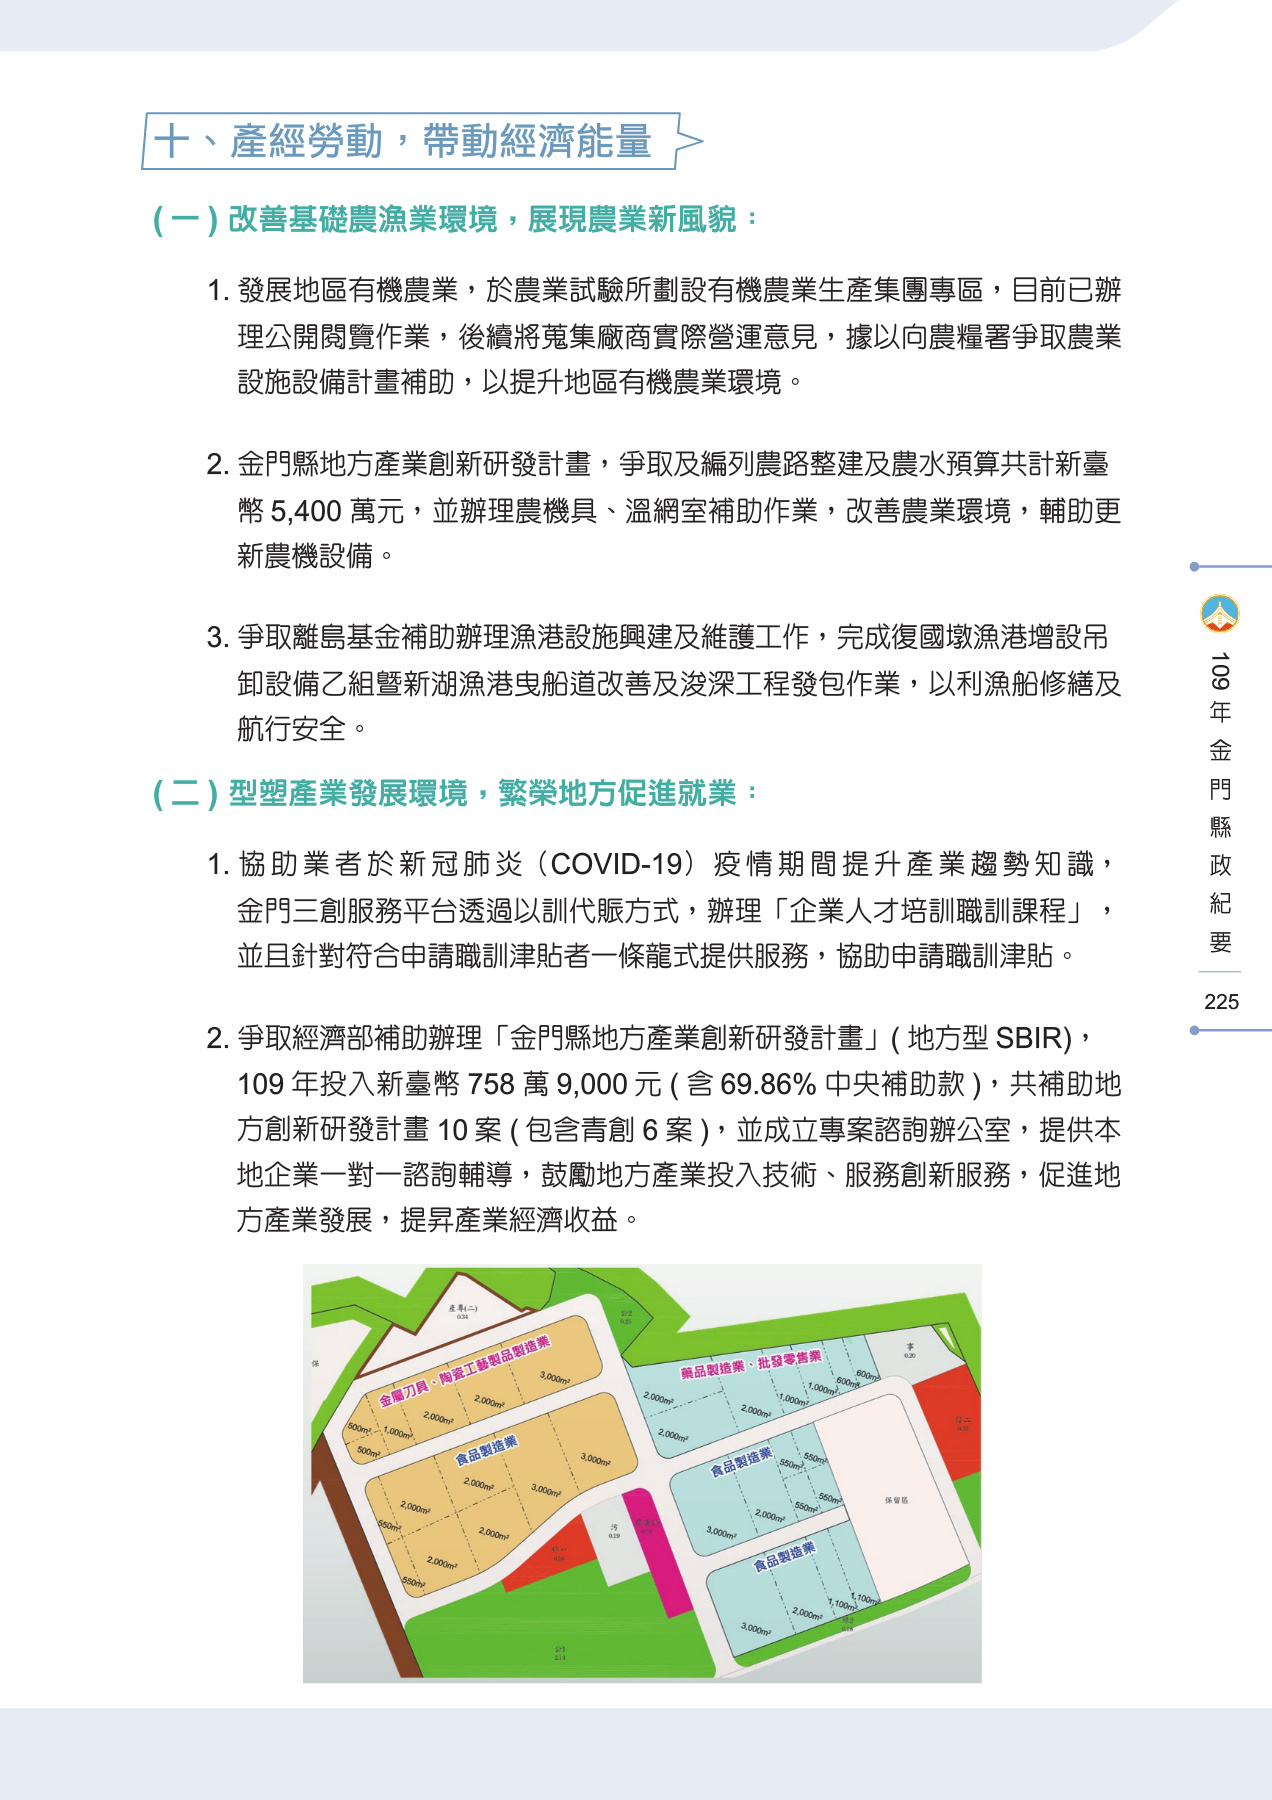 十、產經勞動，帶動經濟能量
(一)改善基礎農漁業環境，展現農業新風貌：
1. 發展地區有機農業，於農業試驗所劃設有機農業生產集團專區，目前已辦
理公開閱覽作業，後續將蒐集廠商實際營運意見，據以向農糧署爭取農業
設施設備計畫補助，以提升地區有機農業環境。
2. 金門縣地方產業創新研發計畫，爭取及編列農路整建及農水預算共計新臺
幣 5,400 萬元，並辦理農機具、溫網室補助作業，改善農業環境，輔助更
新農機設備。
3. 爭取離島基金補助辦理漁港設施興建及維護工作，完成復國墩漁港增設吊
卸設備乙組暨新湖漁港曳船道改善及浚深工程發包作業，以利漁船修繕及
航行安全。
(二)型塑產業發展環境，繁榮地方促進就業：
1. 協助業者於新冠肺炎（COVID-19）疫情期間提升產業趨勢知識，
金門三創服務平台透過以訓代賑方式，辦理「企業人才培訓職訓課程」，
並且針對符合申請職訓津貼者一條龍式提供服務，協助申請職訓津貼。
2. 爭取經濟部補助辦理「金門縣地方產業創新研發計畫」( 地方型 SBIR)，
109 年投入新臺幣 758 萬 9,000 元 ( 含 69.86% 中央補助款 )，共補助地
方創新研發計畫 10 案 ( 包含青創 6 案 )，並成立專案諮詢辦公室，提供本
地企業一對一諮詢輔導，鼓勵地方產業投入技術、服務創新服務，促進地
方產業發展，提昇產業經濟收益。
109年金門縣政紀要
225
產專(二)
0.34
公2
0.25
保
金屬刀具、陶瓷工藝製品製造業
3,000m²
2,000m²
2,000m²
1,000m²
500m²
500m²
食品製造業
3,000m²
3,000m²
2,000m²
2,000m²
2,000m²
2,000m²
550m²
550m²
藥品製造業、批發零售業
2,000m²
2,000m²
2,000m²
1,000m²
1,000m²
600m²
600m²
事
0.20
食品製造業
3,000m²
2,000m²
550m²
550m²
550m²
550m²
保留區
食品製造業
3,000m²
2,000m²
1,100m²
1,100m²
污
0.19
公1